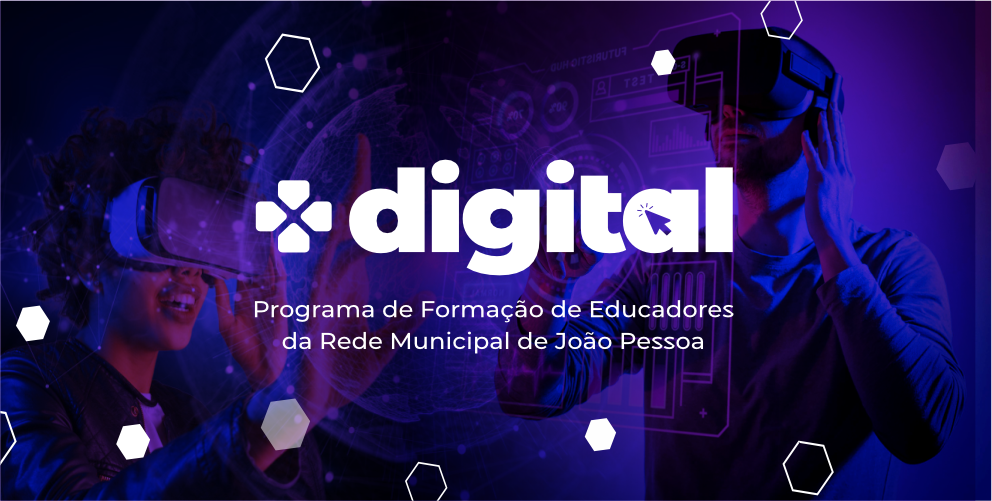 digital
Programa de Formação de Educadores
da Rede Municipal de João Pessoa